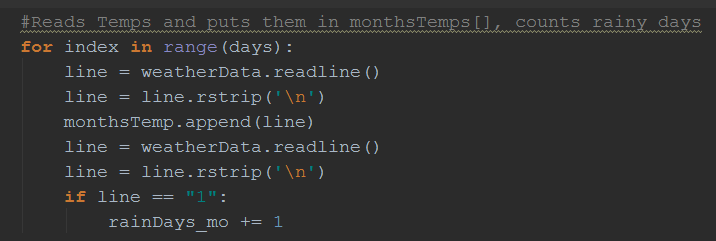 #Reads Temps and puts them in monthsTemps[], counts rainy days
for index in range(days):
    line = weatherData.readline()
    line = line.rstrip('\n')
    monthsTemp.append(line)
    line = weatherData.readline()
    line = line.rstrip('\n')
    if line == "1":
        rainDays_mo += 1